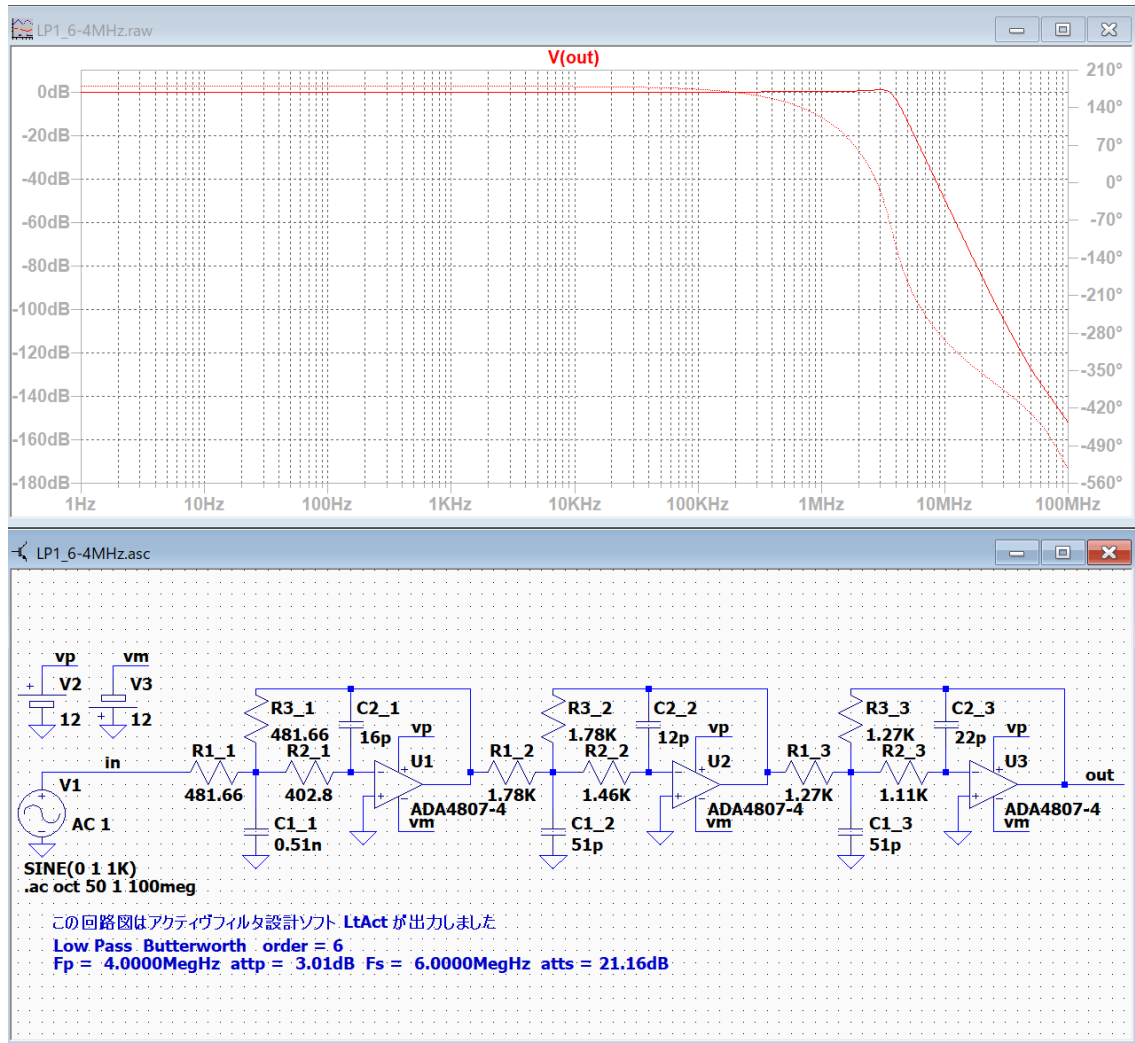 LP1_6-4MHz.raw
V(out)
0dB
-20dB
-40dB
-60dB
-80dB
-100dB
-120dB
-140dB
-160dB
-180dB
210°
140°
70°
0°
-70°
-140°
-210°
-280°
-350°
-420°
-490°
-560°
1Hz 10Hz 100Hz 1KHz 10KHz 100KHz 1MHz 10MHz 100MHz
LP1_6-4MHz.asc
vp vm
V2 V3
12 12
in
V1
AC 1
SINE(0 1 1K)
.ac oct 50 1 100meg
R1_1
481.66
R3_1
481.66
R2_1
402.8
C2_1
16p
C1_1
0.51n
vp
U1
ADA4807-4
vm
R1_2
1.78K
R3_2
1.78K
R2_2
1.46K
C2_2
12p
C1_2
51p
vp
U2
ADA4807-4
vm
R1_3
1.27K
R3_3
1.27K
R2_3
1.11K
C2_3
22p
C1_3
51p
vp
U3
ADA4807-4
vm
out
この回路図はアクティヴフィルタ設計ソフト LtAct が出力しました
Low Pass Butterworth order = 6
Fp = 4.0000MegHz attp = 3.01dB Fs = 6.0000MegHz atts = 21.16dB